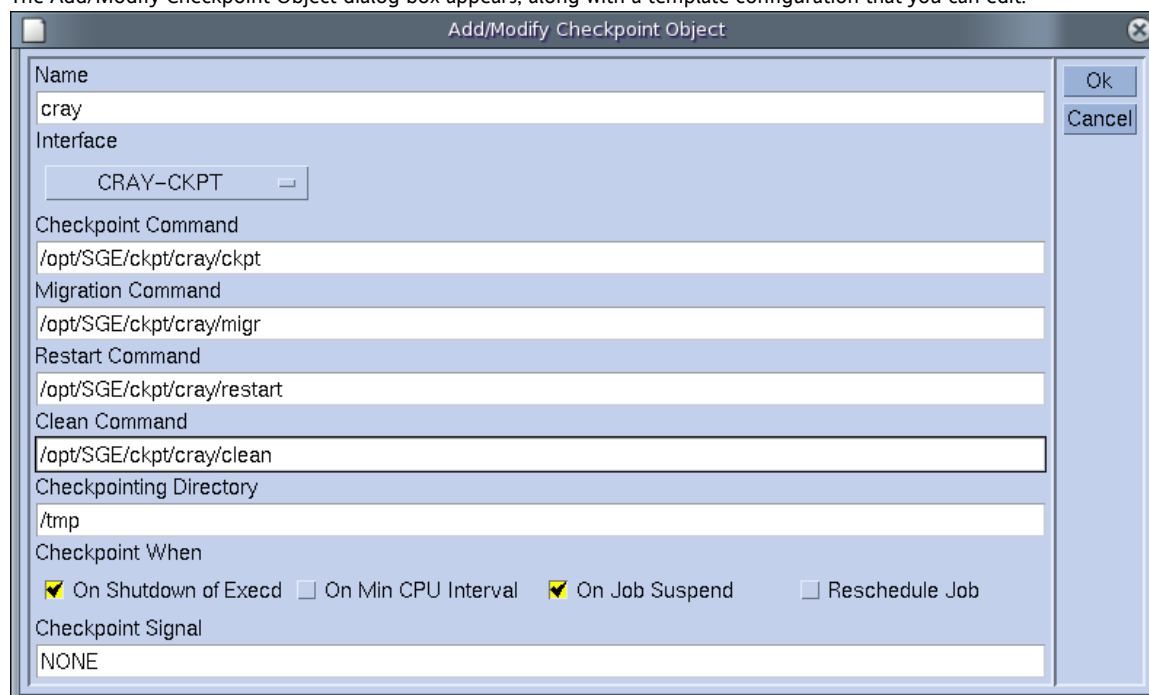 The Add/Modify Checkpoint Object dialog box appears, along with a template configuration that you can edit.
Add/Modify Checkpoint Object
Name
cray
Interface
CRAY-CKPT
Checkpoint Command
/opt/SGE/ckpt/cray/ckpt
Migration Command
/opt/SGE/ckpt/cray/migr
Restart Command
/opt/SGE/ckpt/cray/restart
Clean Command
/opt/SGE/ckpt/cray/clean
Checkpointing Directory
/tmp
Checkpoint When
On Shutdown of Execd On Min CPU Interval On Job Suspend Reschedule Job
Checkpoint Signal
NONE
Ok
Cancel